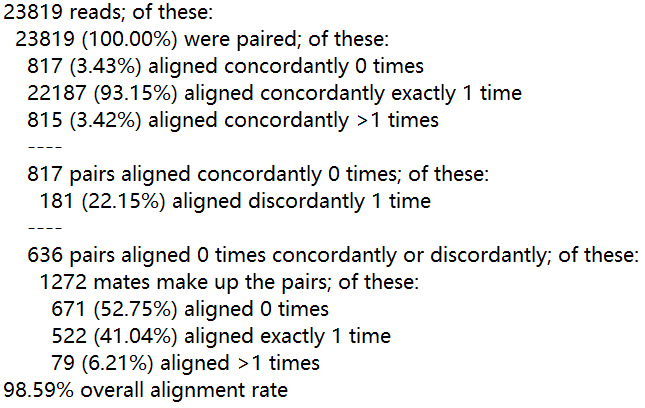 23819 reads; of these:
23819 (100.00%) were paired; of these:
817 (3.43%) aligned concordantly 0 times
22187 (93.15%) aligned concordantly exactly 1 time
815 (3.42%) aligned concordantly >1 times
----
817 pairs aligned concordantly 0 times; of these:
181 (22.15%) aligned discordantly 1 time
----
636 pairs aligned 0 times concordantly or discordantly; of these:
1272 mates make up the pairs; of these:
671 (52.75%) aligned 0 times
522 (41.04%) aligned exactly 1 time
79 (6.21%) aligned >1 times
98.59% overall alignment rate